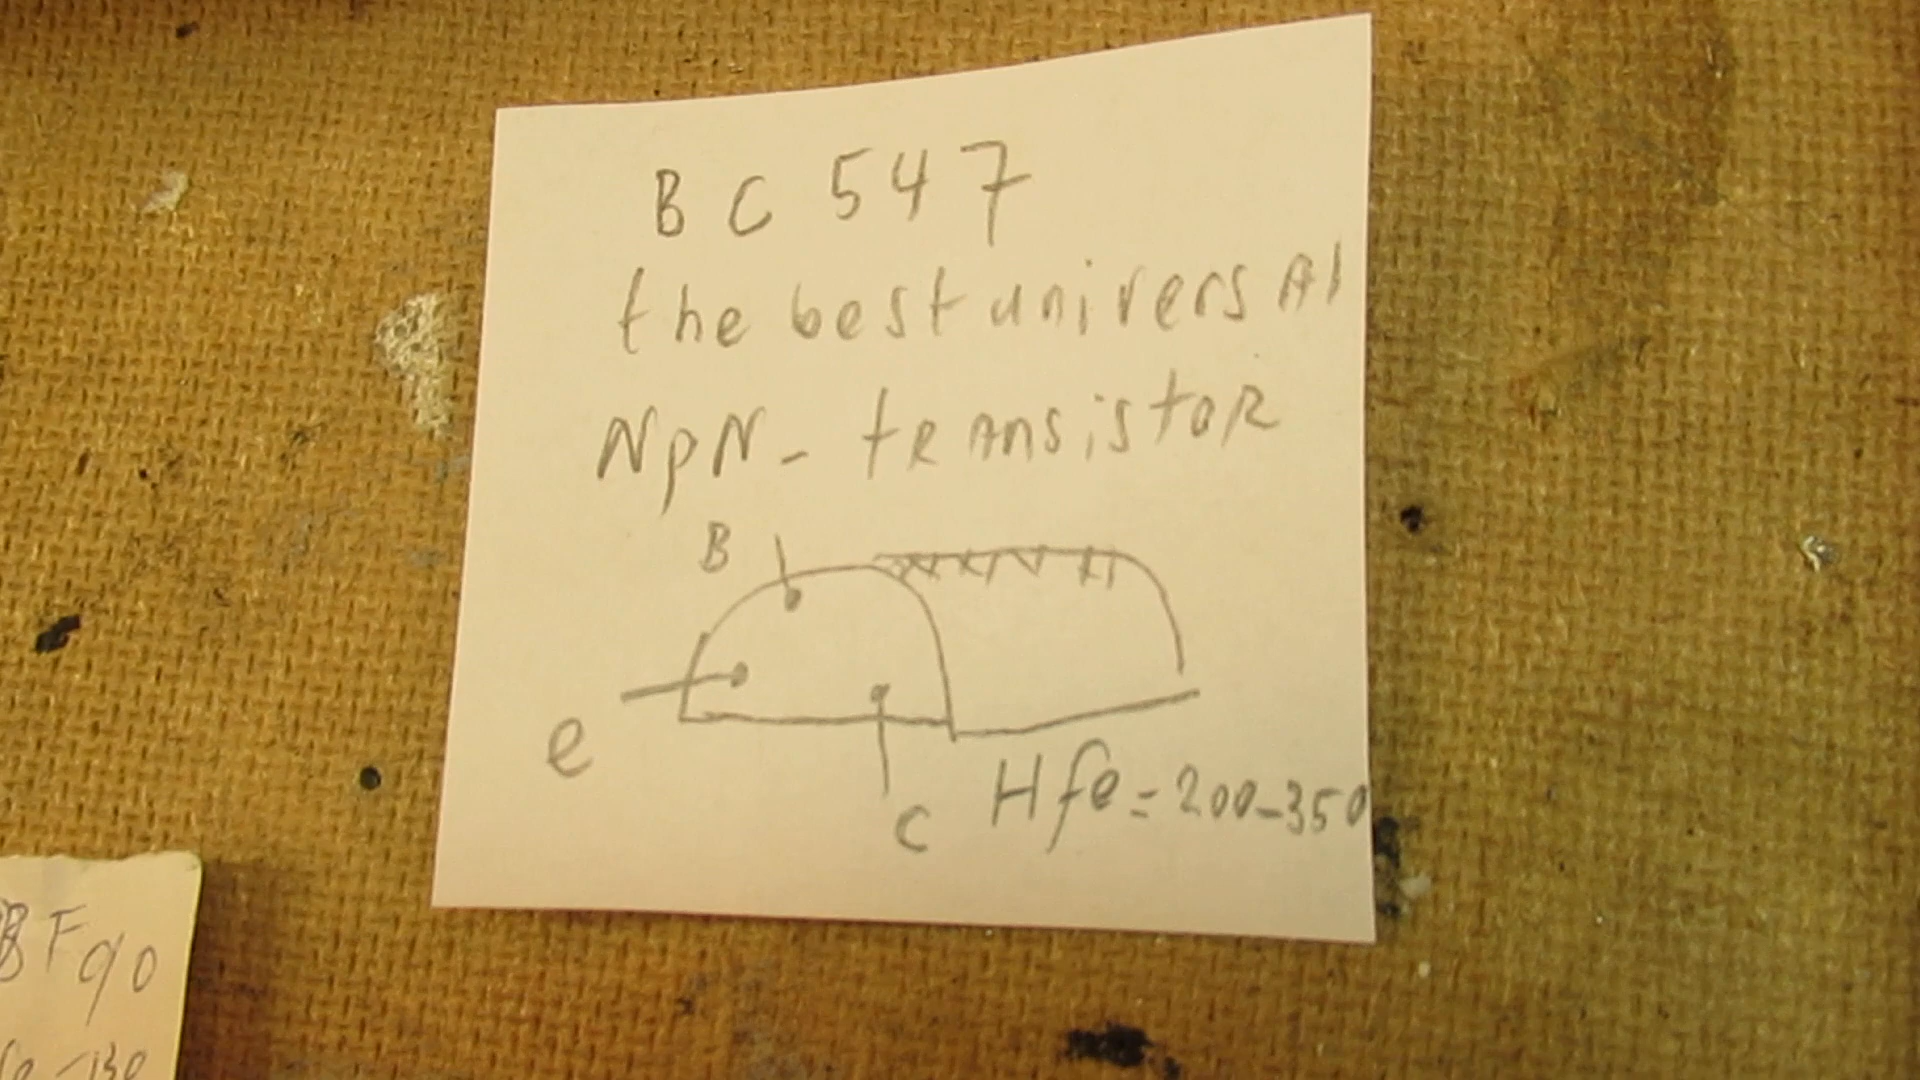 BC547
the best universAl
NpN- tRAnsistoR
B
e
C
Hfe=200-350
BF90